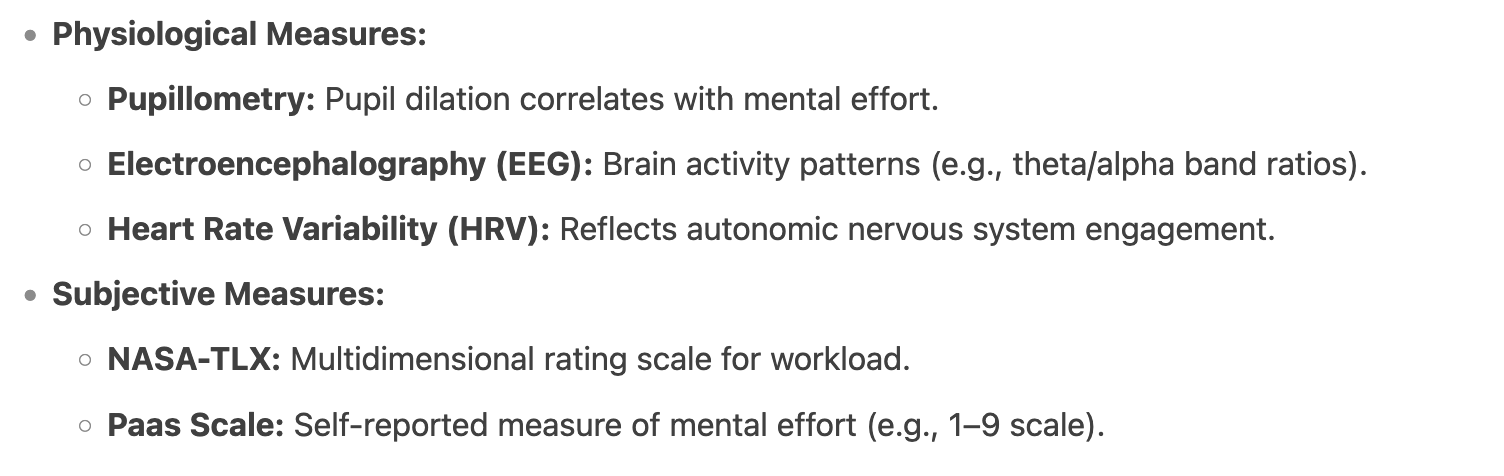 Physiological Measures:
Pupillometry: Pupil dilation correlates with mental effort.
Electroencephalography (EEG): Brain activity patterns (e.g., theta/alpha band ratios).
Heart Rate Variability (HRV): Reflects autonomic nervous system engagement.
Subjective Measures:
NASA-TLX: Multidimensional rating scale for workload.
Paas Scale: Self-reported measure of mental effort (e.g., 1–9 scale).